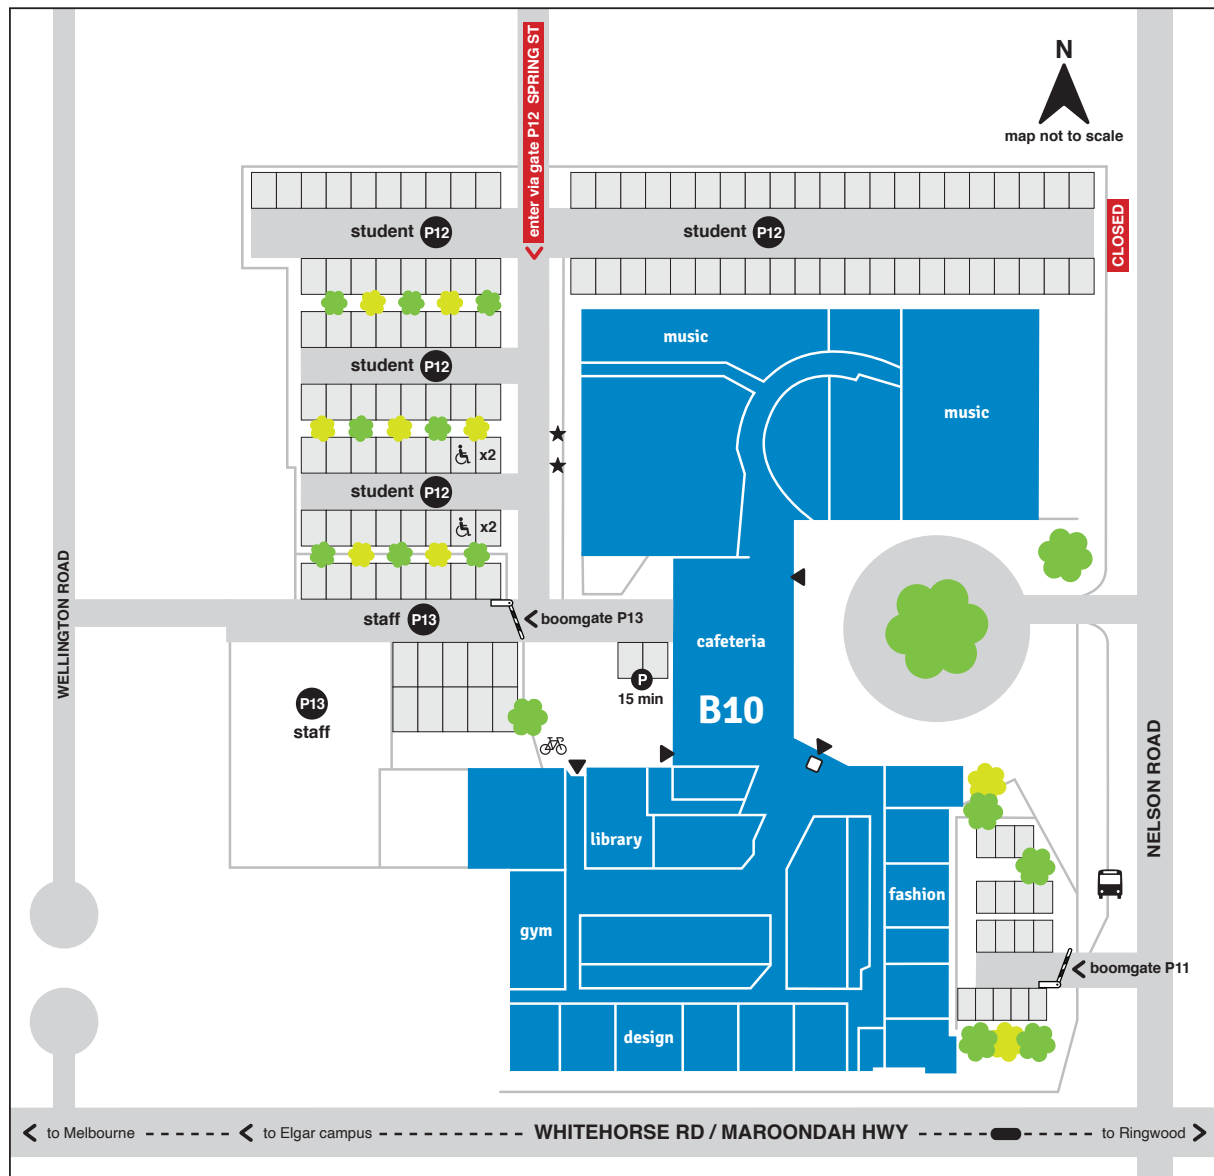 enter via gate P12 SPRING ST
N
map not to scale
CLOSED
student P12
student P12
music
student P12
music
x2
student P12
x2
WELLINGTON ROAD
staff P13
boomgate P13
cafeteria
P
15 min
P13
staff
B10
NELSON ROAD
library
fashion
gym
boomgate P11
design
to Melbourne
to Elgar campus
WHITEHORSE RD / MAROONDAH HWY
to Ringwood